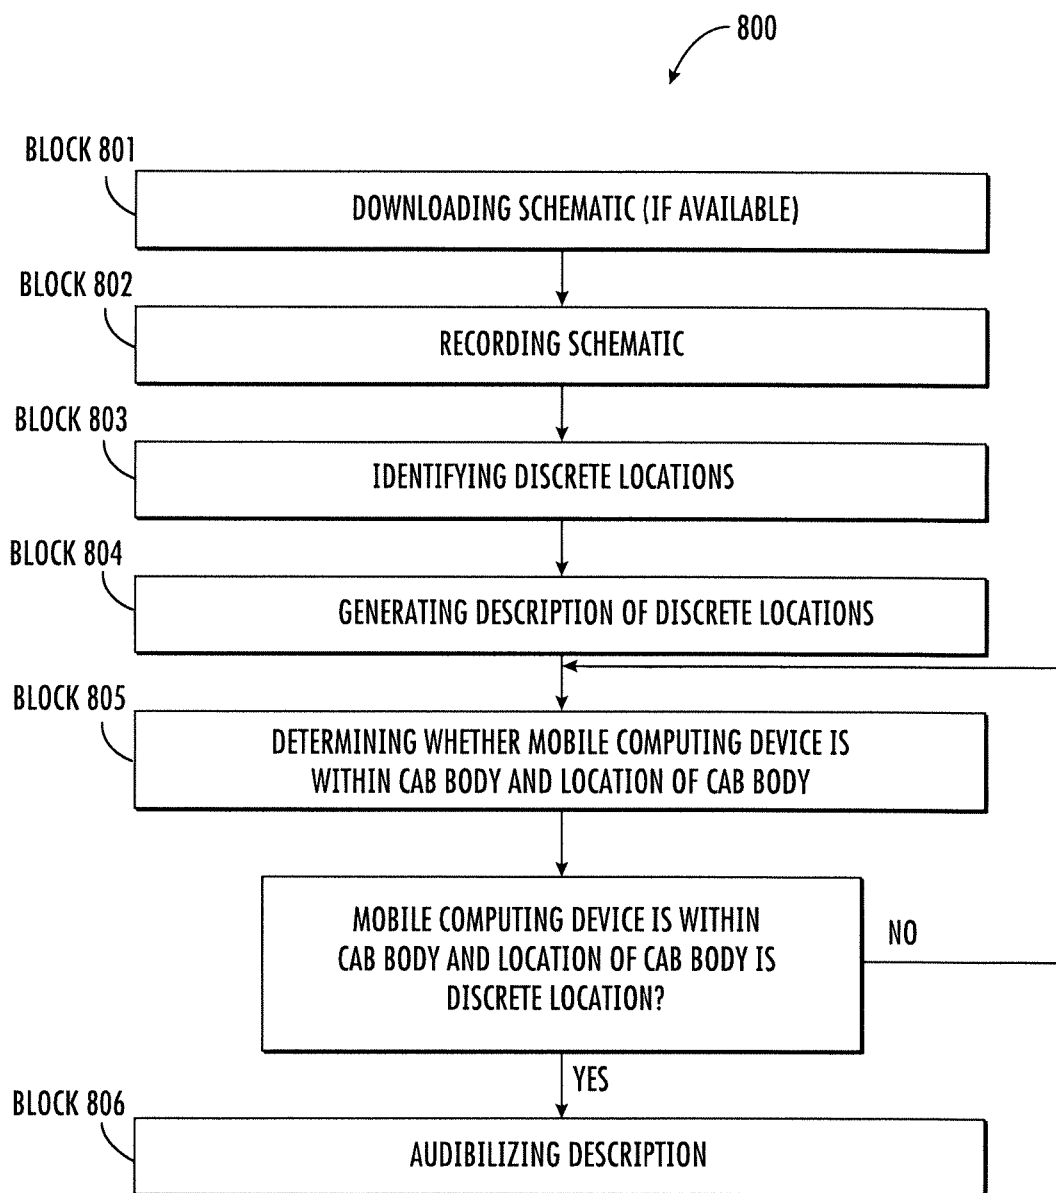 800
BLOCK 801
DOWNLOADING SCHEMATIC (IF AVAILABLE)
BLOCK 802
RECORDING SCHEMATIC
BLOCK 803
IDENTIFYING DISCRETE LOCATIONS
BLOCK 804
GENERATING DESCRIPTION OF DISCRETE LOCATIONS
BLOCK 805
DETERMINING WHETHER MOBILE COMPUTING DEVICE IS
WITHIN CAB BODY AND LOCATION OF CAB BODY
MOBILE COMPUTING DEVICE IS WITHIN
CAB BODY AND LOCATION OF CAB BODY IS
DISCRETE LOCATION?
NO
YES
BLOCK 806
AUDIBILIZING DESCRIPTION